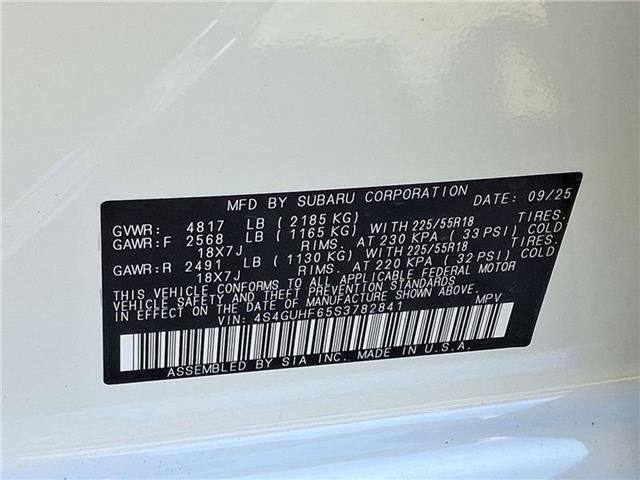 MFD BY SUBARU CORPORATION DATE: 09/25
GVWR: 4817 LB (2185 KG)
GAWR:F 2568 LB (1165 KG) WITH 225/55R18 TIRES.
18X7J RIMS. AT 230 KPA (33 PSI) COLD
GAWR:R 2491 LB (1130 KG) WITH 225/55R18 TIRES.
18X7J RIMS. AT 220 KPA (32 PSI) COLD
THIS VEHICLE CONFORMS TO ALL APPLICABLE FEDERAL MOTOR
VEHICLE SAFETY AND THEFT PREVENTION STANDARDS
IN EFFECT ON THE DATE OF MANUFACTURE SHOWN ABOVE.
VIN: 4S4GUHF65S3782841 MPV
ASSEMBLED BY SIA INC. MADE IN U.S.A.